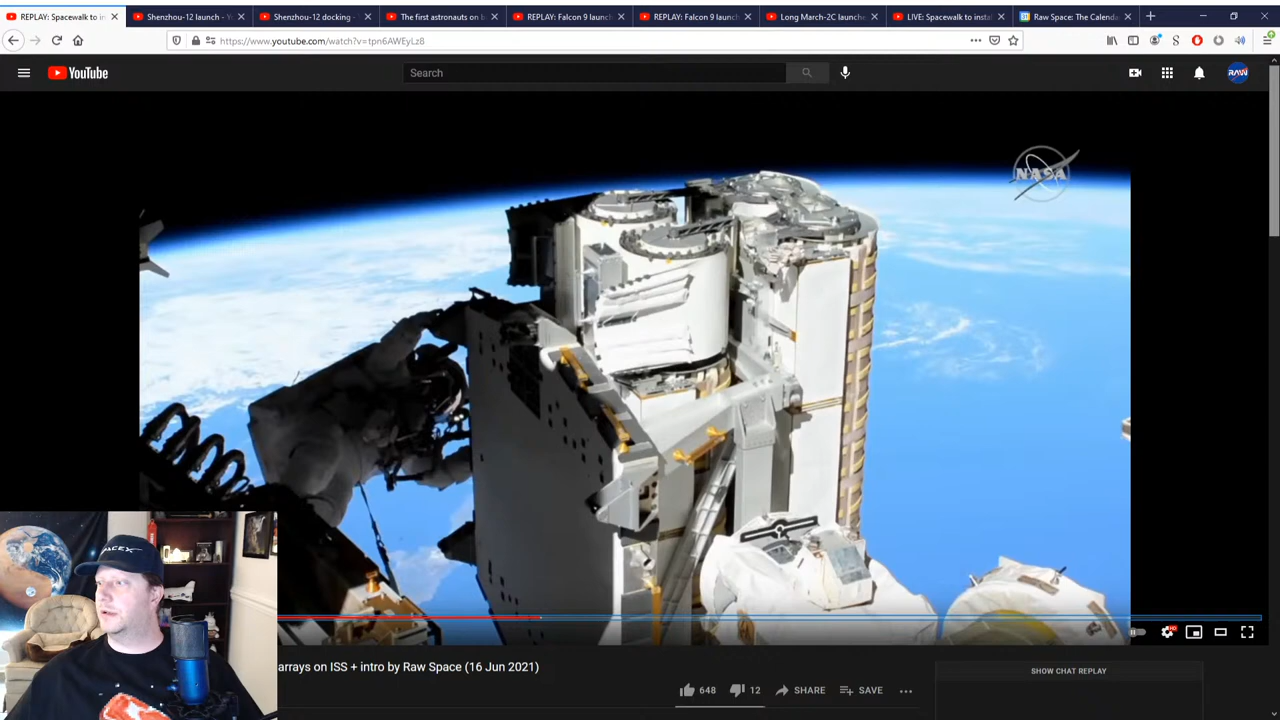 REPLAY: Spacewalk to in
Shenzhou-12 launch - Yo
Shenzhou-12 docking -
The first astronauts on b
REPLAY: Falcon 9 launch
REPLAY: Falcon 9 launch
Long March-2C launche
LIVE: Spacewalk to insta
Raw Space: The Calenda
https://www.youtube.com/watch?v=tpn6AWEyLz8
YouTube
Search
RAW
NASA
SPACEX
arrays on ISS + intro by Raw Space (16 Jun 2021)
648
12
SHARE
SAVE
SHOW CHAT REPLAY